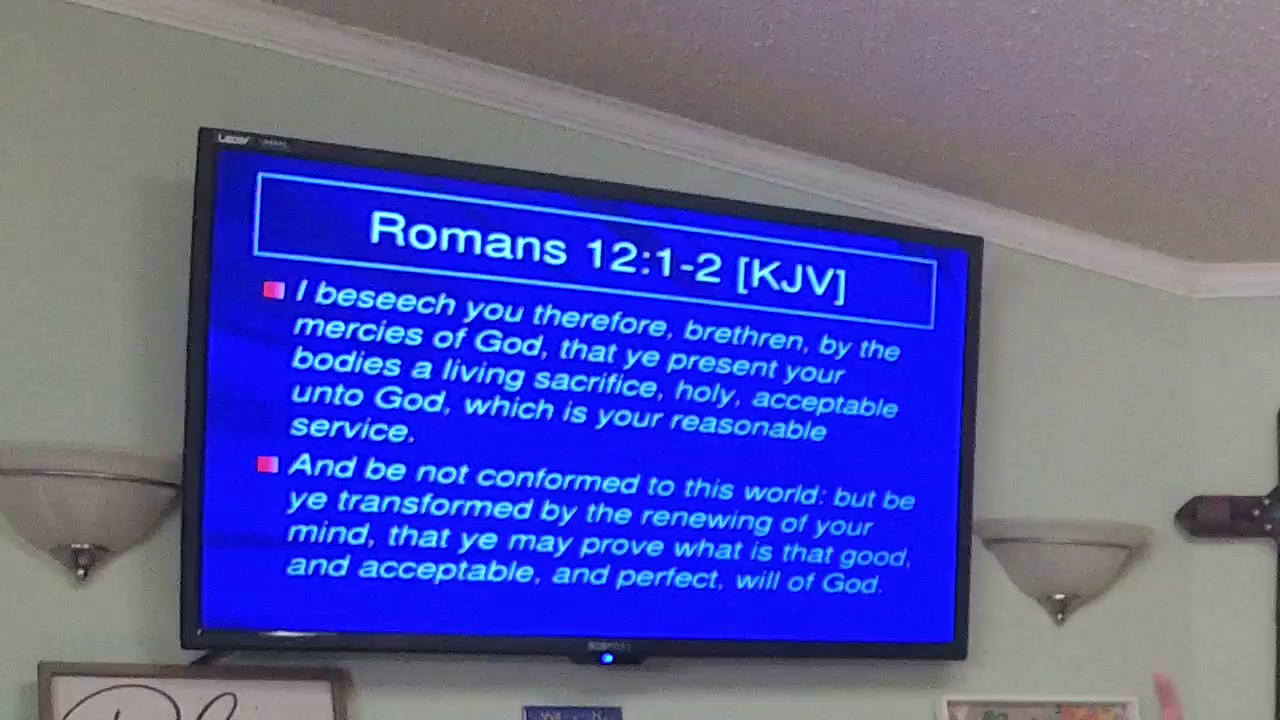 Romans 12:1-2 [KJV]
I beseech you therefore, brethren, by the
mercies of God, that ye present your
bodies a living sacrifice, holy, acceptable
unto God, which is your reasonable
service.
And be not conformed to this world: but be
ye transformed by the renewing of your
mind, that ye may prove what is that good,
and acceptable, and perfect, will of God.